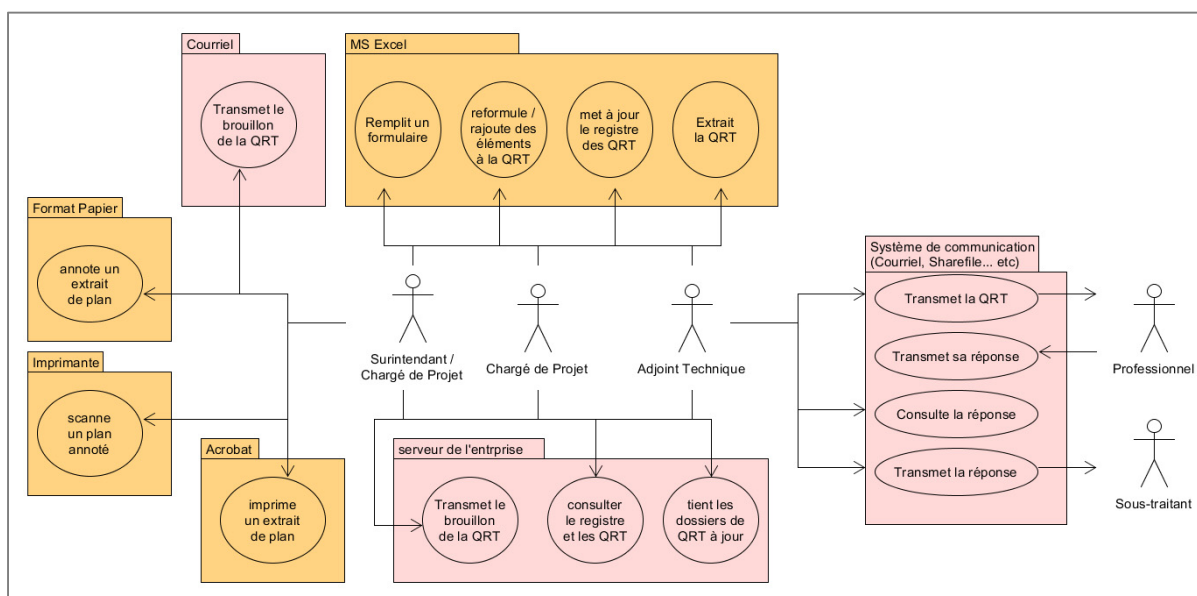 Courriel
Transmet le
brouillon
de la QRT
MS Excel
Remplit un
formulaire
reformule /
rajoute des
éléments
à la QRT
met à jour
le registre
des QRT
Extrait
la QRT
Format Papier
annote un
extrait
de plan
Imprimante
scanne
un plan
annoté
Acrobat
imprime
un extrait
de plan
Surintendant /
Chargé de Projet
Chargé de Projet
Adjoint Technique
serveur de l'entrprise
Transmet le
brouillon
de la QRT
consulter
le registre
et les QRT
tient les
dossiers de
QRT à jour
Système de communication
(Courriel, Sharefile... etc)
Transmet la QRT
Transmet sa réponse
Consulte la réponse
Transmet la réponse
Professionnel
Sous-traitant